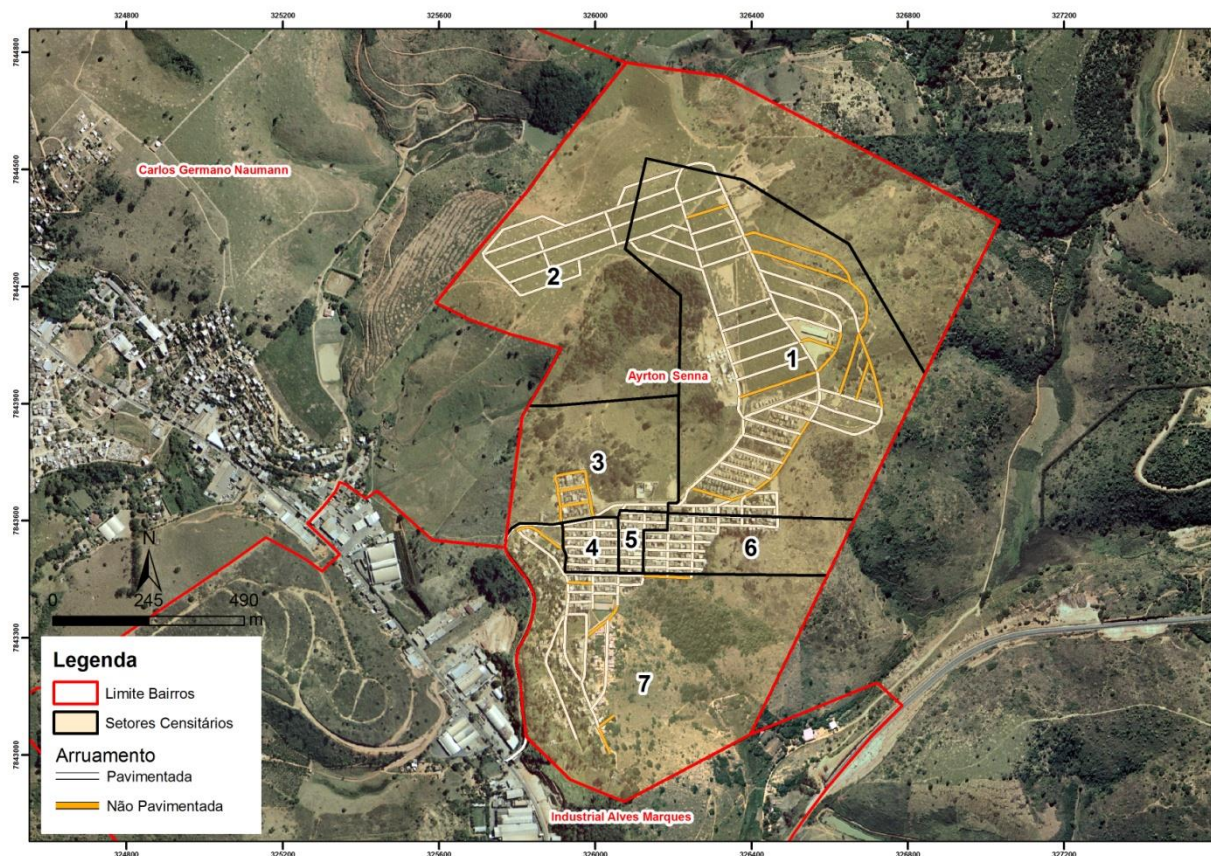 324800 325200 325600 326000 326400 326800 327200
7844800
7844500
7844200
7843900
7843600
7843300
7843000
Carlos Germano Naumann
2
1
Ayrton Senna
3
4
5
6
7
N
0 245 490
m
Legenda
Limite Bairros
Setores Censitários
Arruamento
Pavimentada
Não Pavimentada
Industrial Alves Marques
324800 325200 325600 326000 326400 326800 327200